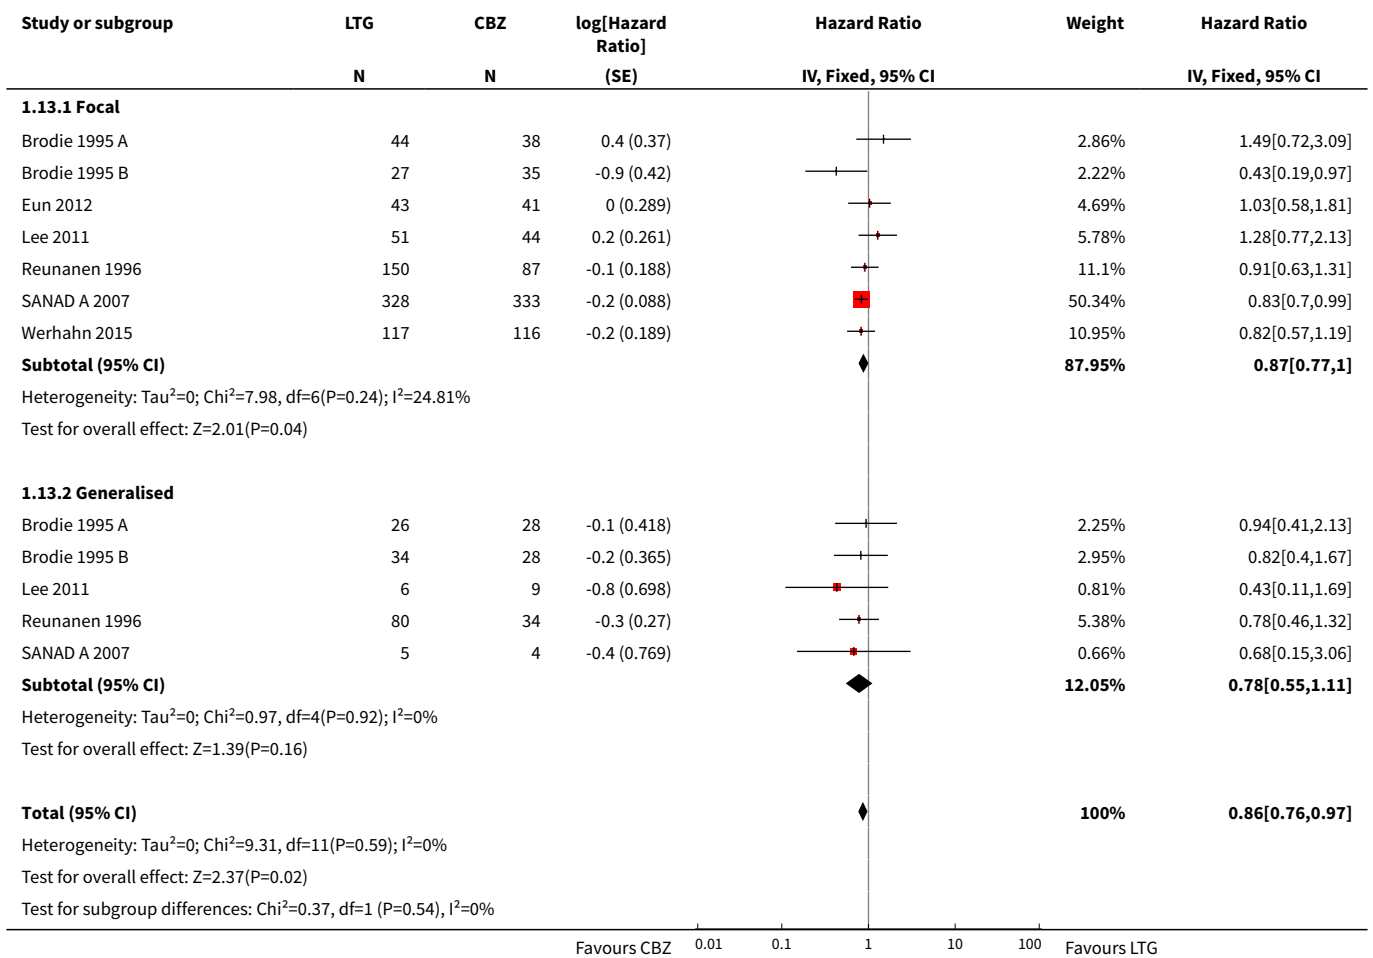 Study or subgroup LTG CBZ log[Hazard Ratio] Hazard Ratio Weight Hazard Ratio
N N (SE) IV, Fixed, 95% CI IV, Fixed, 95% CI
1.13.1 Focal
Brodie 1995 A 44 38 0.4 (0.37) 2.86% 1.49[0.72,3.09]
Brodie 1995 B 27 35 -0.9 (0.42) 2.22% 0.43[0.19,0.97]
Eun 2012 43 41 0 (0.289) 4.69% 1.03[0.58,1.81]
Lee 2011 51 44 0.2 (0.261) 5.78% 1.28[0.77,2.13]
Reunanen 1996 150 87 -0.1 (0.188) 11.1% 0.91[0.63,1.31]
SANAD A 2007 328 333 -0.2 (0.088) 50.34% 0.83[0.7,0.99]
Werhahn 2015 117 116 -0.2 (0.189) 10.95% 0.82[0.57,1.19]
Subtotal (95% CI) 87.95% 0.87[0.77,1]
Heterogeneity: Tau²=0; Chi²=7.98, df=6(P=0.24); I²=24.81%
Test for overall effect: Z=2.01(P=0.04)
1.13.2 Generalised
Brodie 1995 A 26 28 -0.1 (0.418) 2.25% 0.94[0.41,2.13]
Brodie 1995 B 34 28 -0.2 (0.365) 2.95% 0.82[0.4,1.67]
Lee 2011 6 9 -0.8 (0.698) 0.81% 0.43[0.11,1.69]
Reunanen 1996 80 34 -0.3 (0.27) 5.38% 0.78[0.46,1.32]
SANAD A 2007 5 4 -0.4 (0.769) 0.66% 0.68[0.15,3.06]
Subtotal (95% CI) 12.05% 0.78[0.55,1.11]
Heterogeneity: Tau²=0; Chi²=0.97, df=4(P=0.92); I²=0%
Test for overall effect: Z=1.39(P=0.16)
Total (95% CI) 100% 0.86[0.76,0.97]
Heterogeneity: Tau²=0; Chi²=9.31, df=11(P=0.59); I²=0%
Test for overall effect: Z=2.37(P=0.02)
Test for subgroup differences: Chi²=0.37, df=1 (P=0.54), I²=0%
Favours CBZ 0.01 0.1 1 10 100 Favours LTG